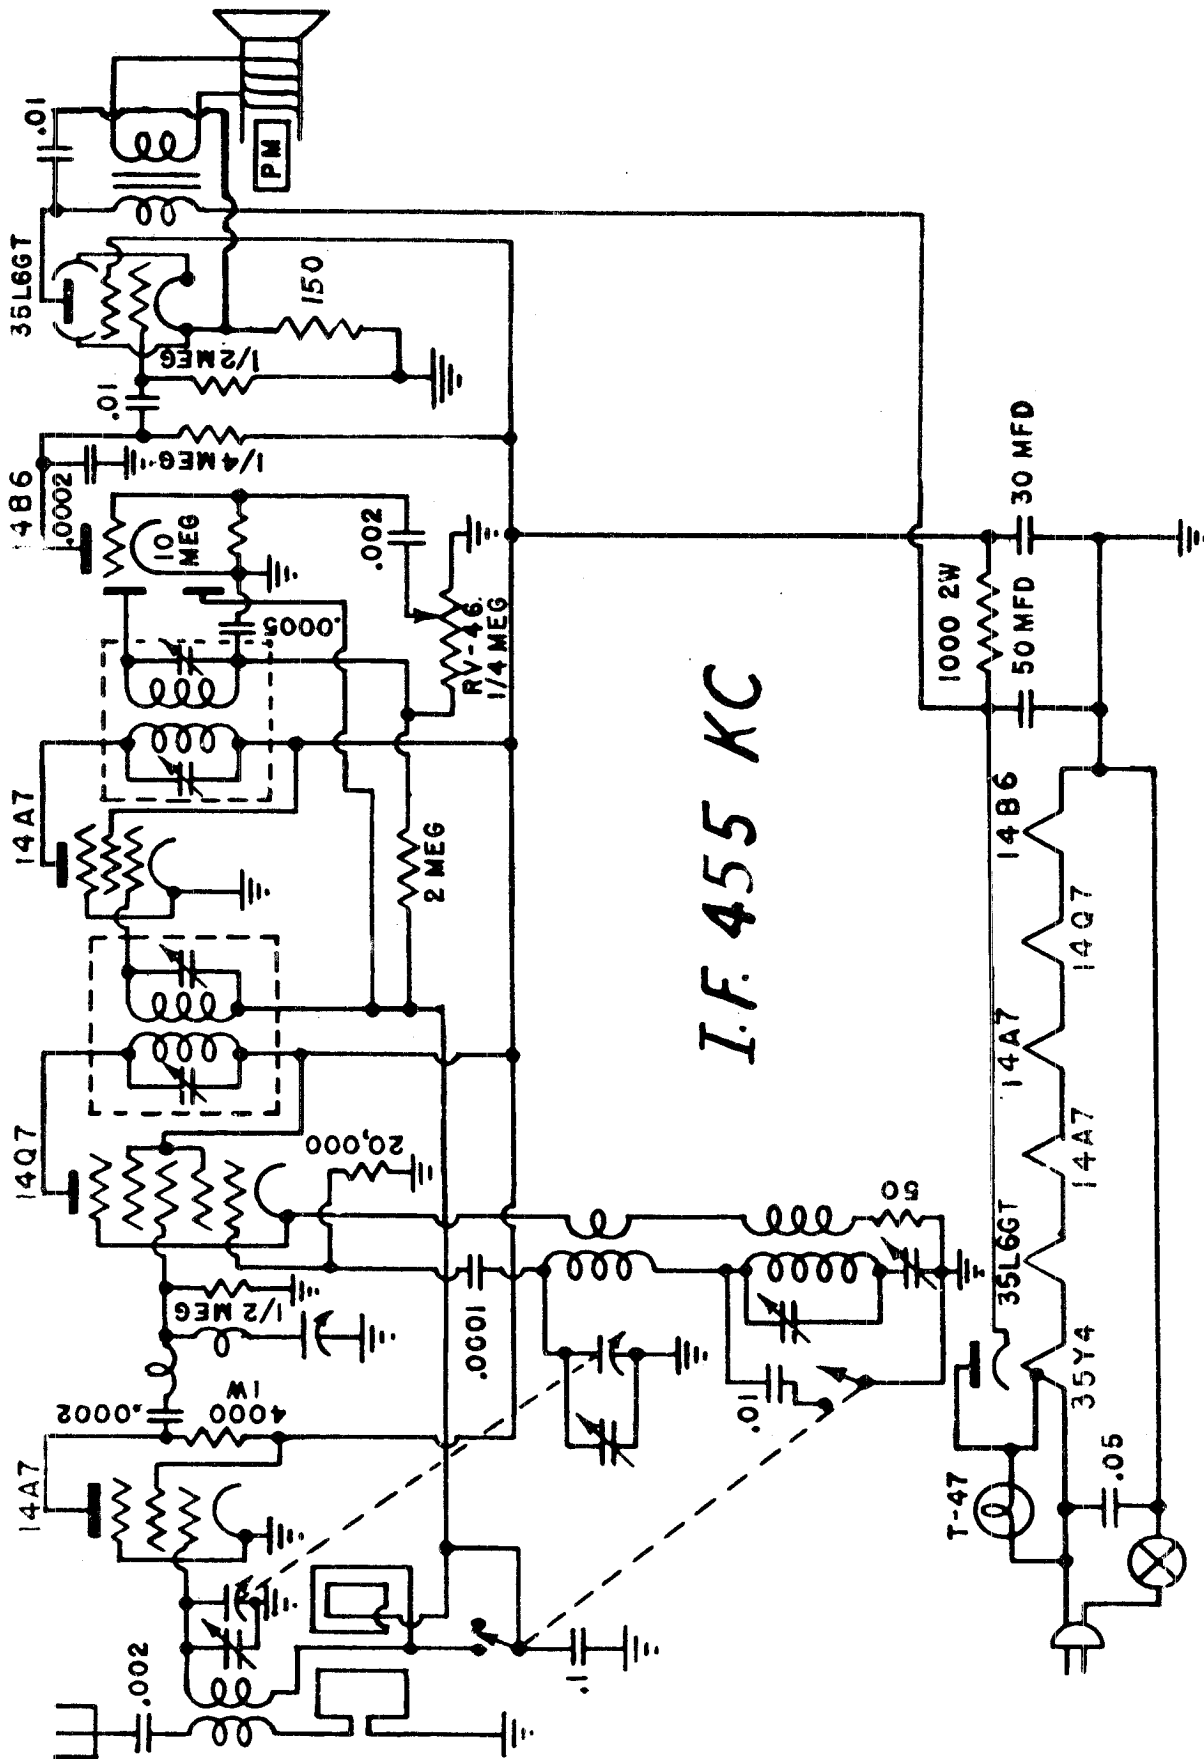 14A7
14Q7
14A7
14B6
35L6GT
.01
.002
.0002
4000
1W
1/2 MEG
20,000
.0002
.01
10
MEG
.0005
1/4 MEG
1/2 MEG
150
PM
.002
RV-46
1/4 MEG
2 MEG
.1
.0001
.01
50
I.F. 455 KC
T-47
1000 2W
50 MFD
30 MFD
.05
35Y4
35L6GT
14A7
14A7
14Q7
14B6